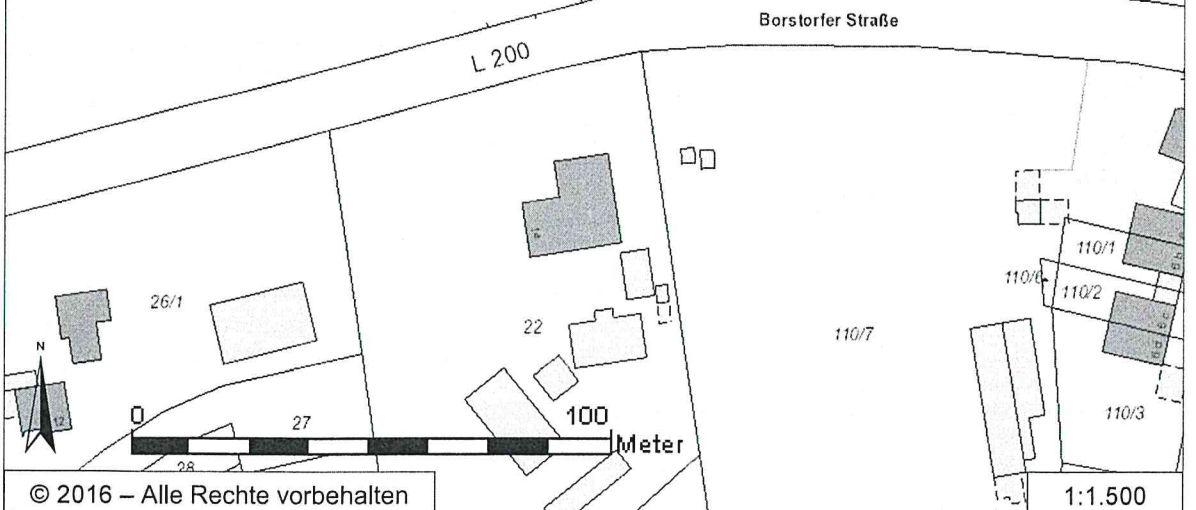 Borstorfer Straße
L 200
110/1
26/1
110/6
110/2
22
110/7
N
12
0
27
100
110/3
Meter
28
© 2016 – Alle Rechte vorbehalten
1:1.500